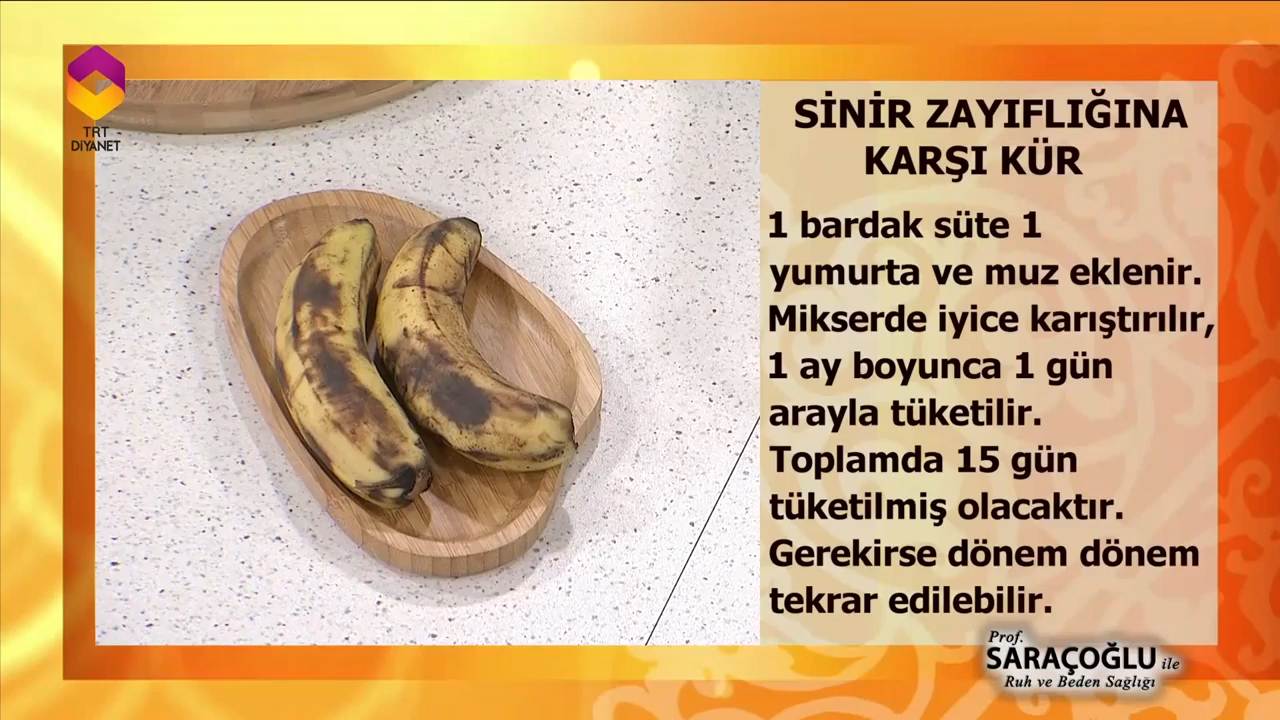 TRT
DİYANET
SİNİR ZAYIFLIĞINA
KARŞI KÜR
1 bardak süte 1
yumurta ve muz eklenir.
Mikserde iyice karıştırılır,
1 ay boyunca 1 gün
arayla tüketilir.
Toplamda 15 gün
tüketilmiş olacaktır.
Gerekirse dönem dönem
tekrar edilebilir.
Prof.
SARAÇOĞLU ile
Ruh ve Beden Sağlığı